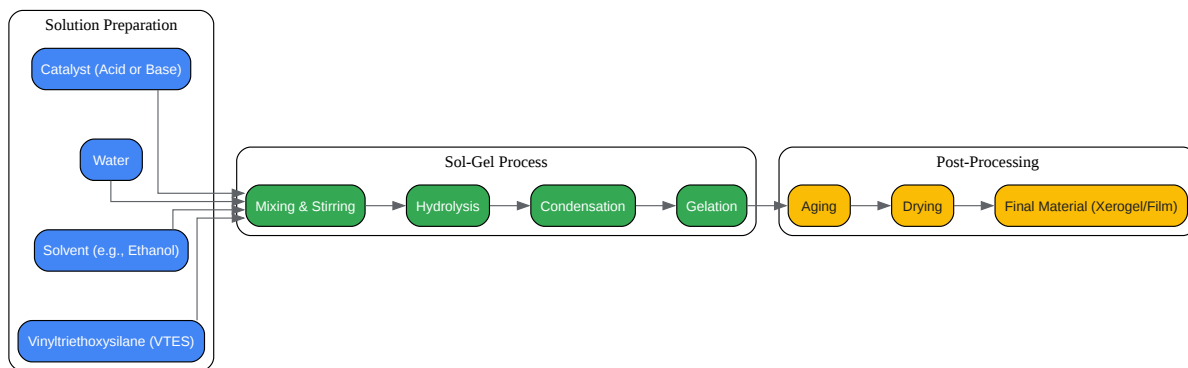 Solution Preparation
Catalyst (Acid or Base)
Water
Solvent (e.g., Ethanol)
Vinyltriethoxysilane (VTES)
Sol-Gel Process
Mixing & Stirring
Hydrolysis
Condensation
Gelation
Post-Processing
Aging
Drying
Final Material (Xerogel/Film)